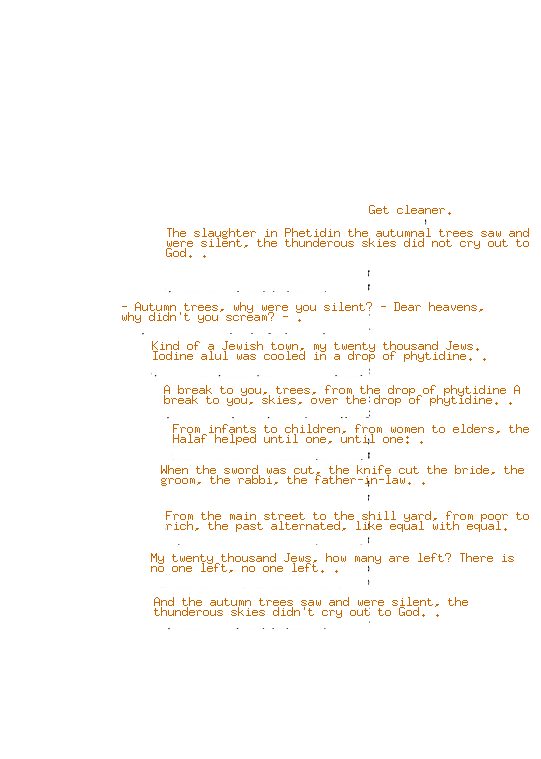 Get cleaner.
The slaughter in Phetidin the autumnal trees saw and
were silent, the thunderous skies did not cry out to
God. .
- Autumn trees, why were you silent? - Dear heavens,
why didn't you scream? - .
Kind of a Jewish town, my twenty thousand Jews.
Iodine alul was cooled in a drop of phytidine. .
A break to you, trees, from the drop of phytidine A
break to you, skies, over the drop of phytidine. .
From infants to children, from women to elders, the
Halaf helped until one, until one: .
When the sword was cut, the knife cut the bride, the
groom, the rabbi, the father-in-law. .
From the main street to the shill yard, from poor to
rich, the past alternated, like equal with equal.
My twenty thousand Jews, how many are left? There is
no one left, no one left. .
And the autumn trees saw and were silent, the
thunderous skies didn't cry out to God. .